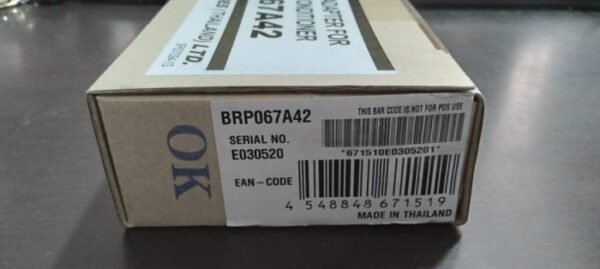 ADAPTER FOR
CONDITIONER
67A42
(THAILAND) LTD.
OK
BRP067A42
THIS BAR CODE IS NOT FOR POS USE
SERIAL NO.
E030520
*671510E0305201*
EAN-CODE
4 548848 671519
MADE IN THAILAND